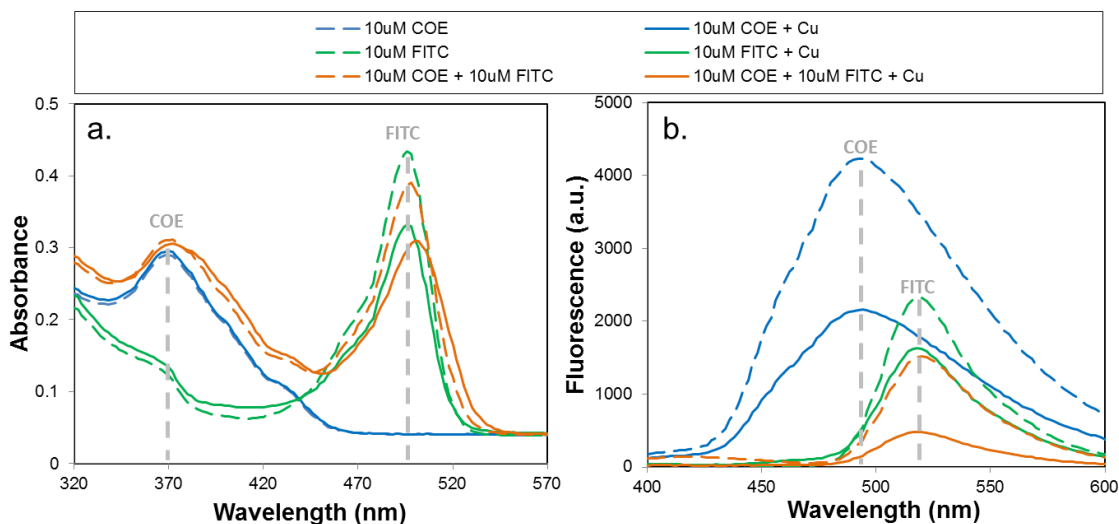 10uM COE
10uM COE + Cu
10uM FITC
10uM FITC + Cu
10uM COE + 10uM FITC
10uM COE + 10uM FITC + Cu
a.
COE
FITC
Absorbance
0.5
0.4
0.3
0.2
0.1
0
320 370 420 470 520 570
Wavelength (nm)
b.
COE
FITC
Fluorescence (a.u.)
5000
4000
3000
2000
1000
0
400 450 500 550 600
Wavelength (nm)